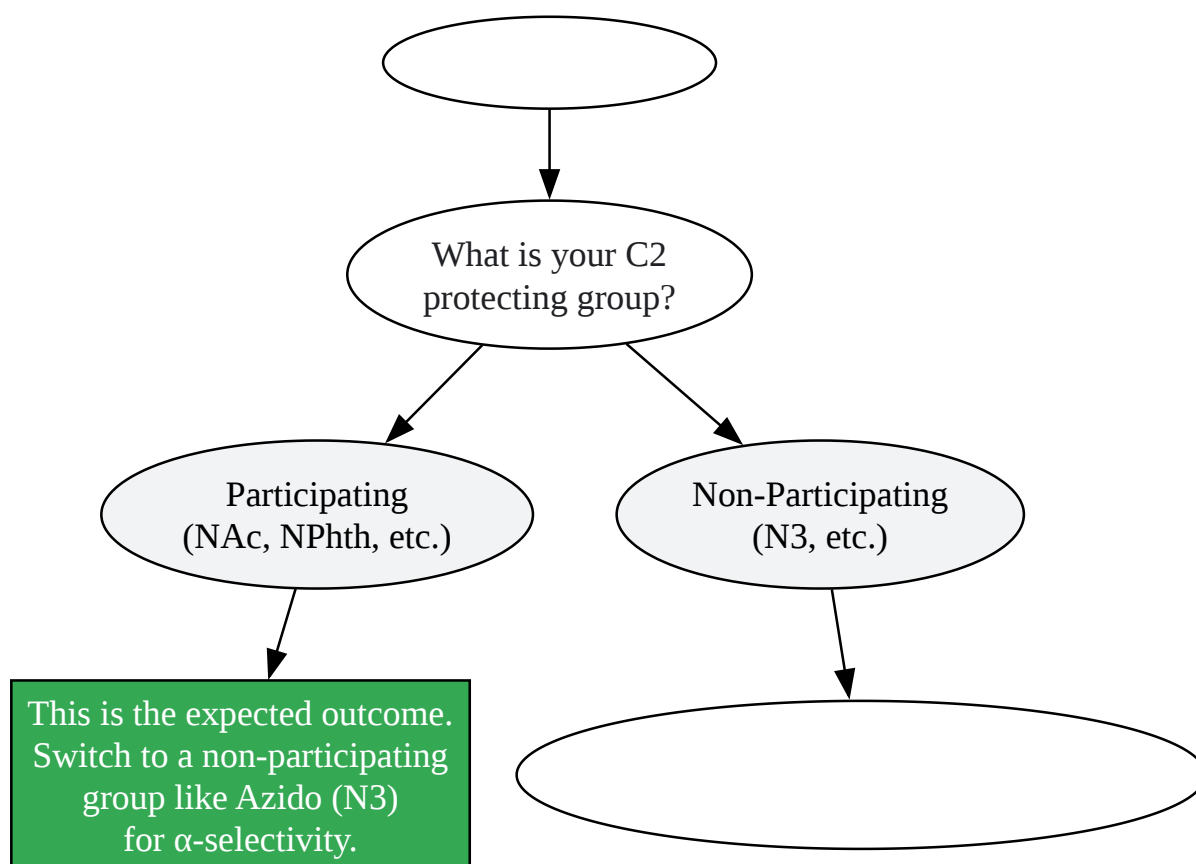 What is your C2
protecting group?
Participating
(NAc, NPhth, etc.)
Non-Participating
(N3, etc.)
This is the expected outcome.
Switch to a non-participating
group like Azido (N3)
for α-selectivity.